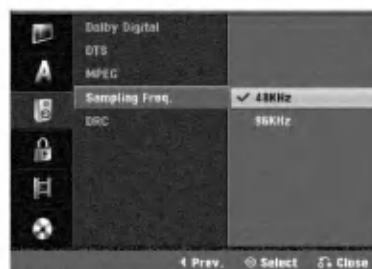 Dolby Digital
DTS
MPEG
Sampling Freq.
✓ 48KHz
DRC
96KHz
A
Prev. Select Close